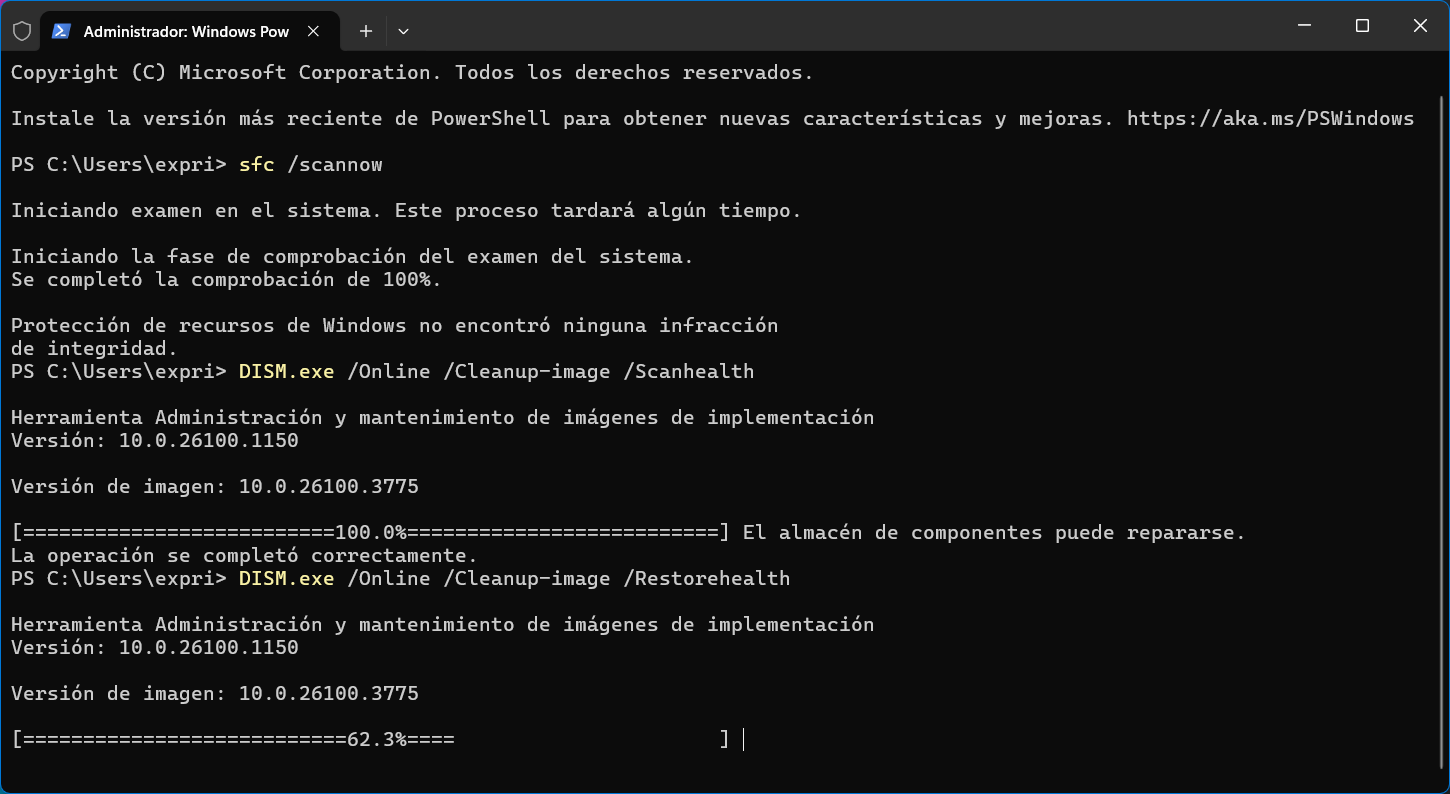 Administrador: Windows Pow
Copyright (C) Microsoft Corporation. Todos los derechos reservados.
Instale la versión más reciente de PowerShell para obtener nuevas características y mejoras. https://aka.ms/PSWindows
PS C:\Users\expri> sfc /scannow
Iniciando examen en el sistema. Este proceso tardará algún tiempo.
Iniciando la fase de comprobación del examen del sistema.
Se completó la comprobación de 100%.
Protección de recursos de Windows no encontró ninguna infracción
de integridad.
PS C:\Users\expri> DISM.exe /Online /Cleanup-image /Scanhealth
Herramienta Administración y mantenimiento de imágenes de implementación
Versión: 10.0.26100.1150
Versión de imagen: 10.0.26100.3775
[==========================100.0%==========================] El almacén de componentes puede repararse.
La operación se completó correctamente.
PS C:\Users\expri> DISM.exe /Online /Cleanup-image /Restorehealth
Herramienta Administración y mantenimiento de imágenes de implementación
Versión: 10.0.26100.1150
Versión de imagen: 10.0.26100.3775
[===========================62.3%====                      ]